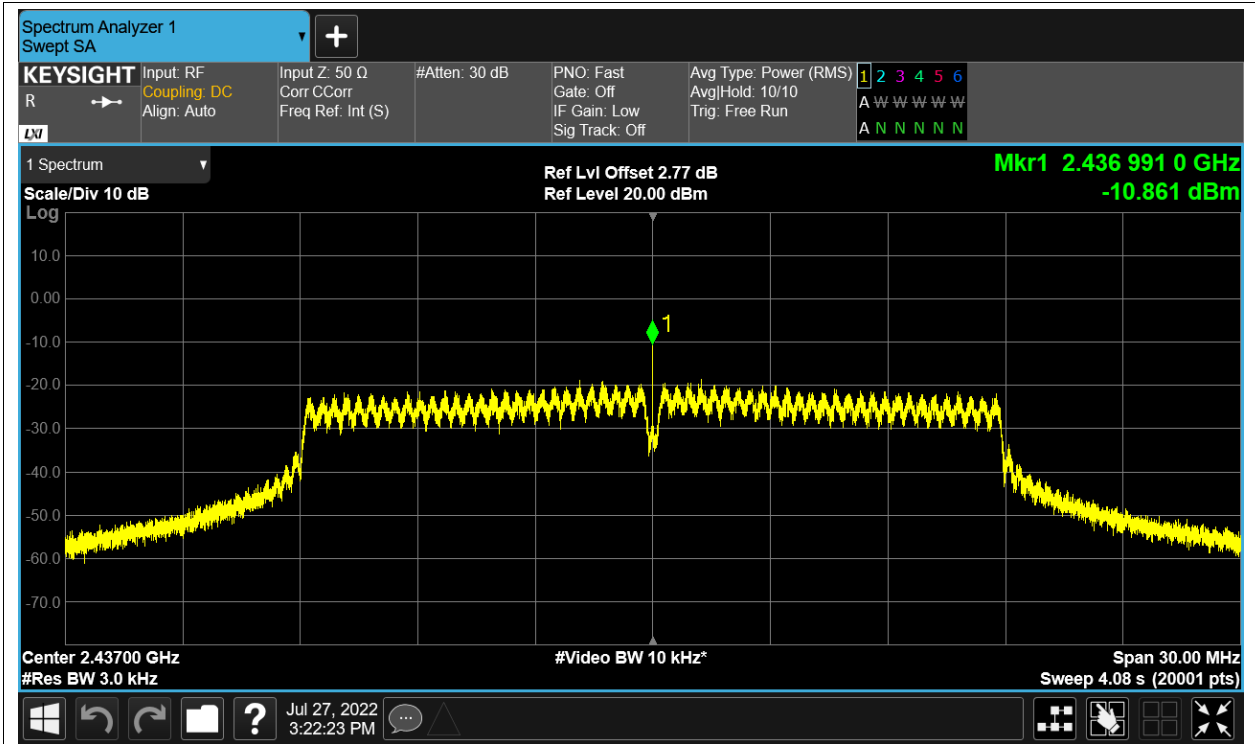 Spectrum Analyzer 1
Swept SA
KEYSIGHT
R
LXI
Input: RF
Coupling: DC
Align: Auto
Input Z: 50 Ω
Corr CCorr
Freq Ref: Int (S)
#Atten: 30 dB
PNO: Fast
Gate: Off
IF Gain: Low
Sig Track: Off
Avg Type: Power (RMS)
Avg|Hold: 10/10
Trig: Free Run
1 2 3 4 5 6
A W W W W W
A N N N N N
1 Spectrum
Scale/Div 10 dB
Log
Ref Lvl Offset 2.77 dB
Ref Level 20.00 dBm
Mkr1 2.436 991 0 GHz
-10.861 dBm
10.0
0.00
1
-10.0
-20.0
-30.0
-40.0
-50.0
-60.0
-70.0
Center 2.43700 GHz
#Res BW 3.0 kHz
#Video BW 10 kHz*
Span 30.00 MHz
Sweep 4.08 s (20001 pts)
?
Jul 27, 2022
3:22:23 PM